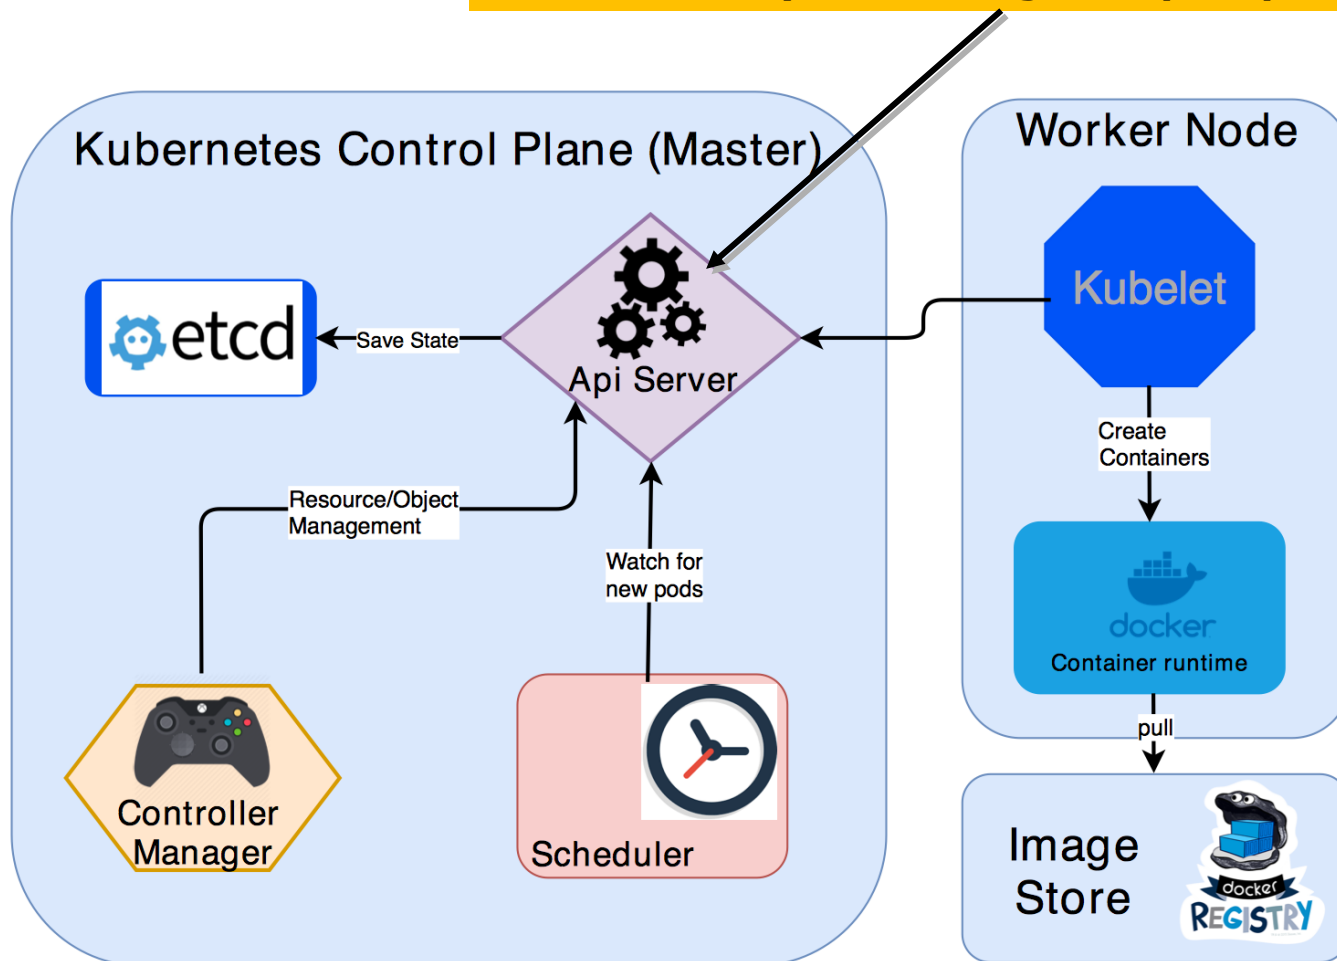 Kubernetes Control Plane (Master)
Worker Node
Kubelet
etcd
Save State
Api Server
Create
Containers
Resource/Object
Management
Watch for
new pods
docker
Container runtime
pull
Controller
Manager
Scheduler
Image
Store
docker
REGISTRY